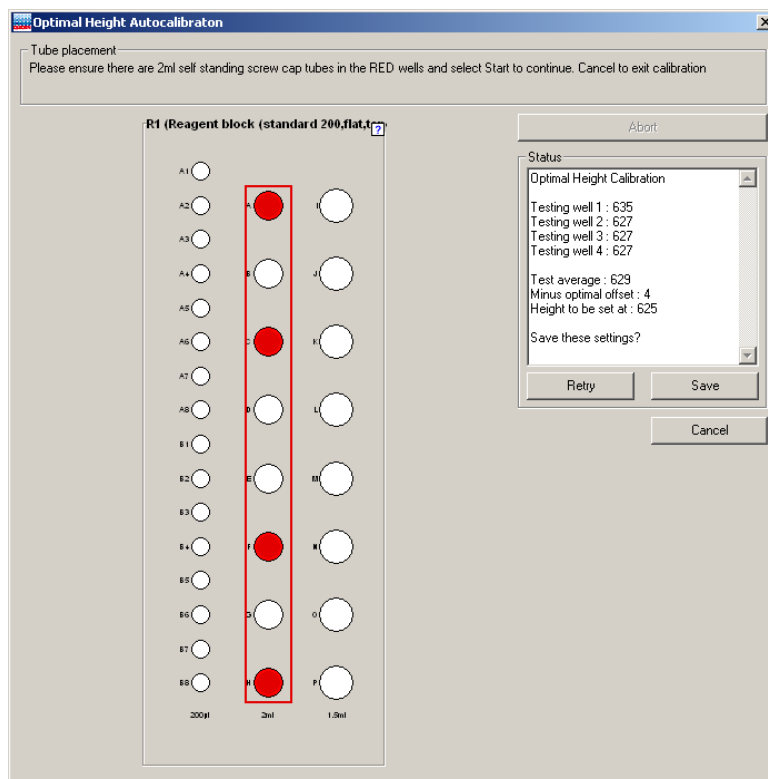 Optimal Height Autocalibraton
Tube placement
Please ensure there are 2ml self standing screw cap tubes in the RED wells and select Start to continue. Cancel to exit calibration
R1 (Reagent block (standard 200,flat,top.
?
A1
A2
A3
A4
A5
A6
A7
A8
B1
B2
B3
B4
B5
B6
B7
B8
200µl
A
B
C
D
E
F
G
H
2ml
I
J
K
L
M
N
O
P
1.5ml
Abort
Status
Optimal Height Calibration
Testing well 1 : 635
Testing well 2 : 627
Testing well 3 : 627
Testing well 4 : 627
Test average : 629
Minus optimal offset : 4
Height to be set at : 625
Save these settings?
Retry
Save
Cancel